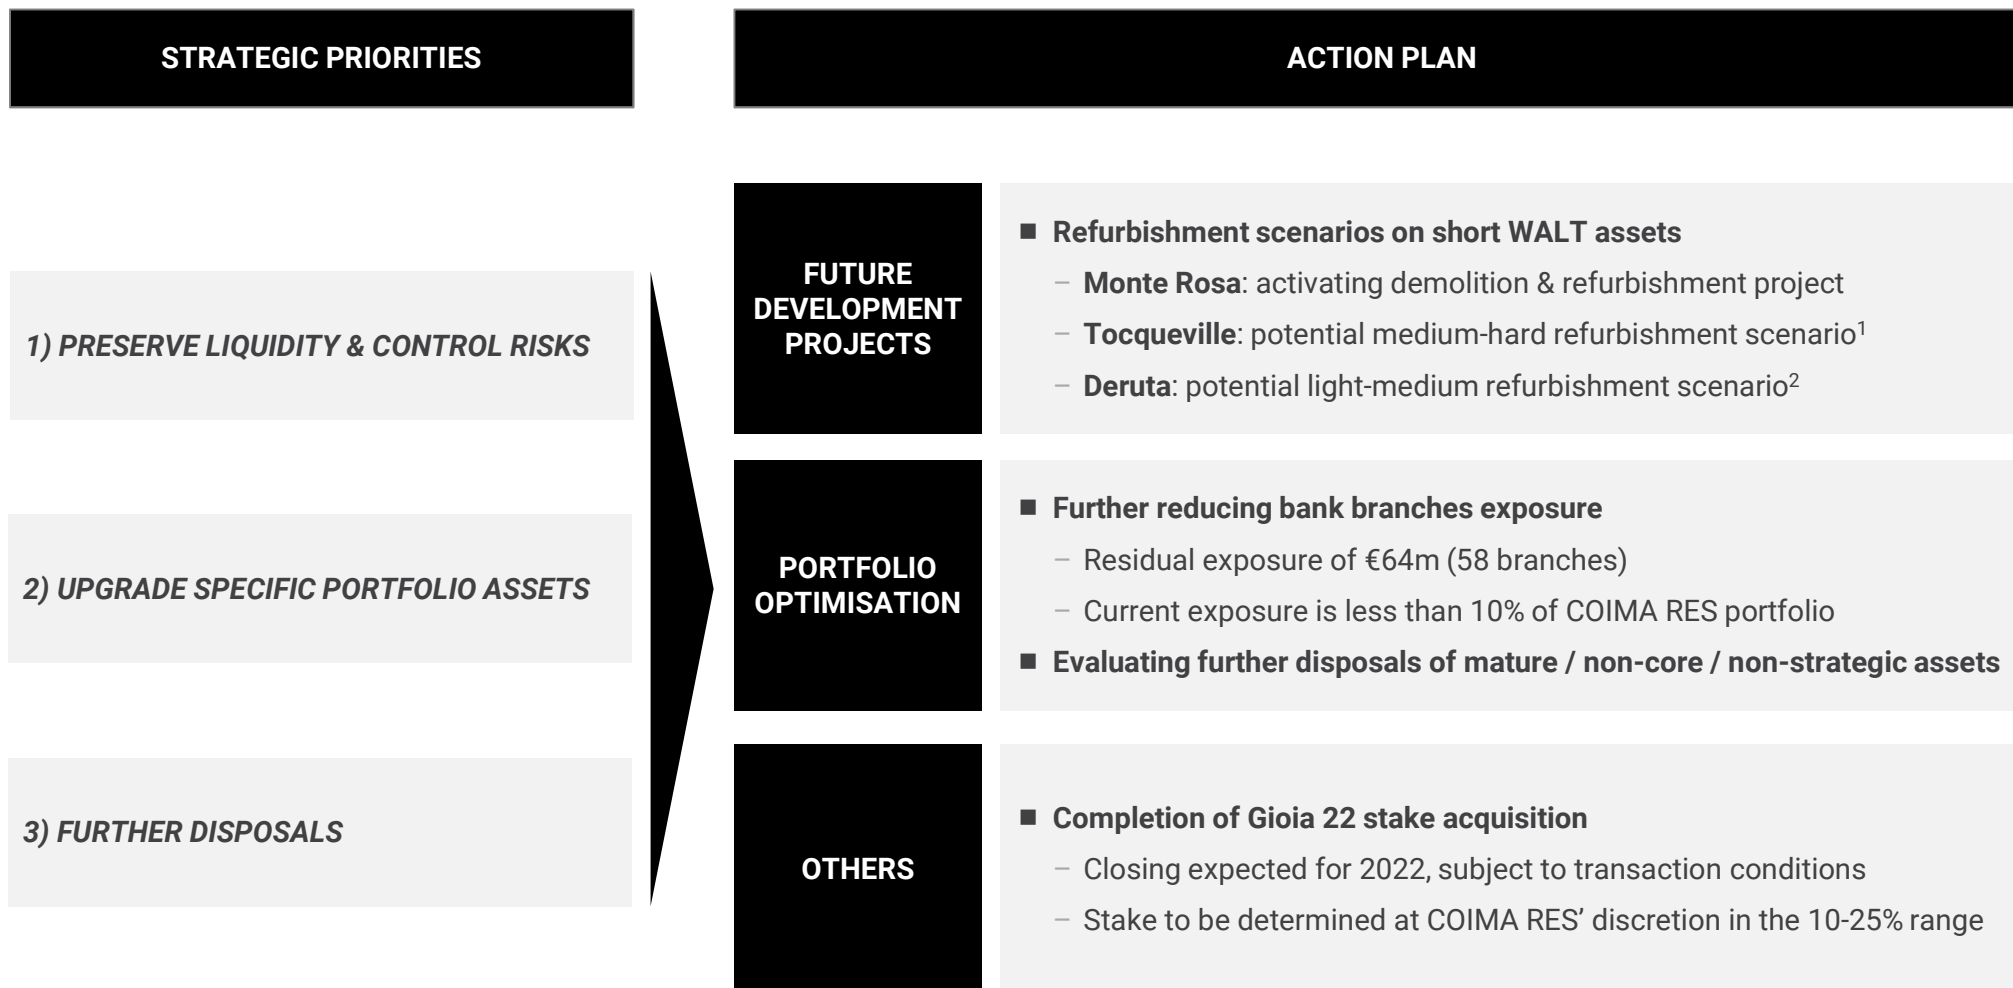 STRATEGIC PRIORITIES
ACTION PLAN
1) PRESERVE LIQUIDITY & CONTROL RISKS
2) UPGRADE SPECIFIC PORTFOLIO ASSETS
3) FURTHER DISPOSALS
FUTURE
DEVELOPMENT
PROJECTS
■ Refurbishment scenarios on short WALT assets
– Monte Rosa: activating demolition & refurbishment project
– Tocqueville: potential medium-hard refurbishment scenario¹
– Deruta: potential light-medium refurbishment scenario²
PORTFOLIO
OPTIMISATION
■ Further reducing bank branches exposure
– Residual exposure of €64m (58 branches)
– Current exposure is less than 10% of COIMA RES portfolio
■ Evaluating further disposals of mature / non-core / non-strategic assets
OTHERS
■ Completion of Gioia 22 stake acquisition
– Closing expected for 2022, subject to transaction conditions
– Stake to be determined at COIMA RES’ discretion in the 10-25% range